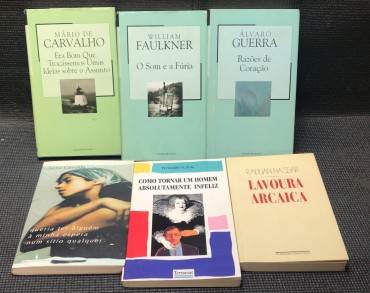 MÁRIO DE
CARVALHO
Era Bom Que
Trocássemos Umas
Ideias sobre o Assunto
WILLIAM
FAULKNER
O Som e a Fúria
ÁLVARO
GUERRA
Razões de
Coração
queria ter alguém
à minha espera
num sítio qualquer
COMO TORNAR UM HOMEM
ABSOLUTAMENTE INFELIZ
Terramar
RADUAN NASSAR
LAVOURA
ARCAICA